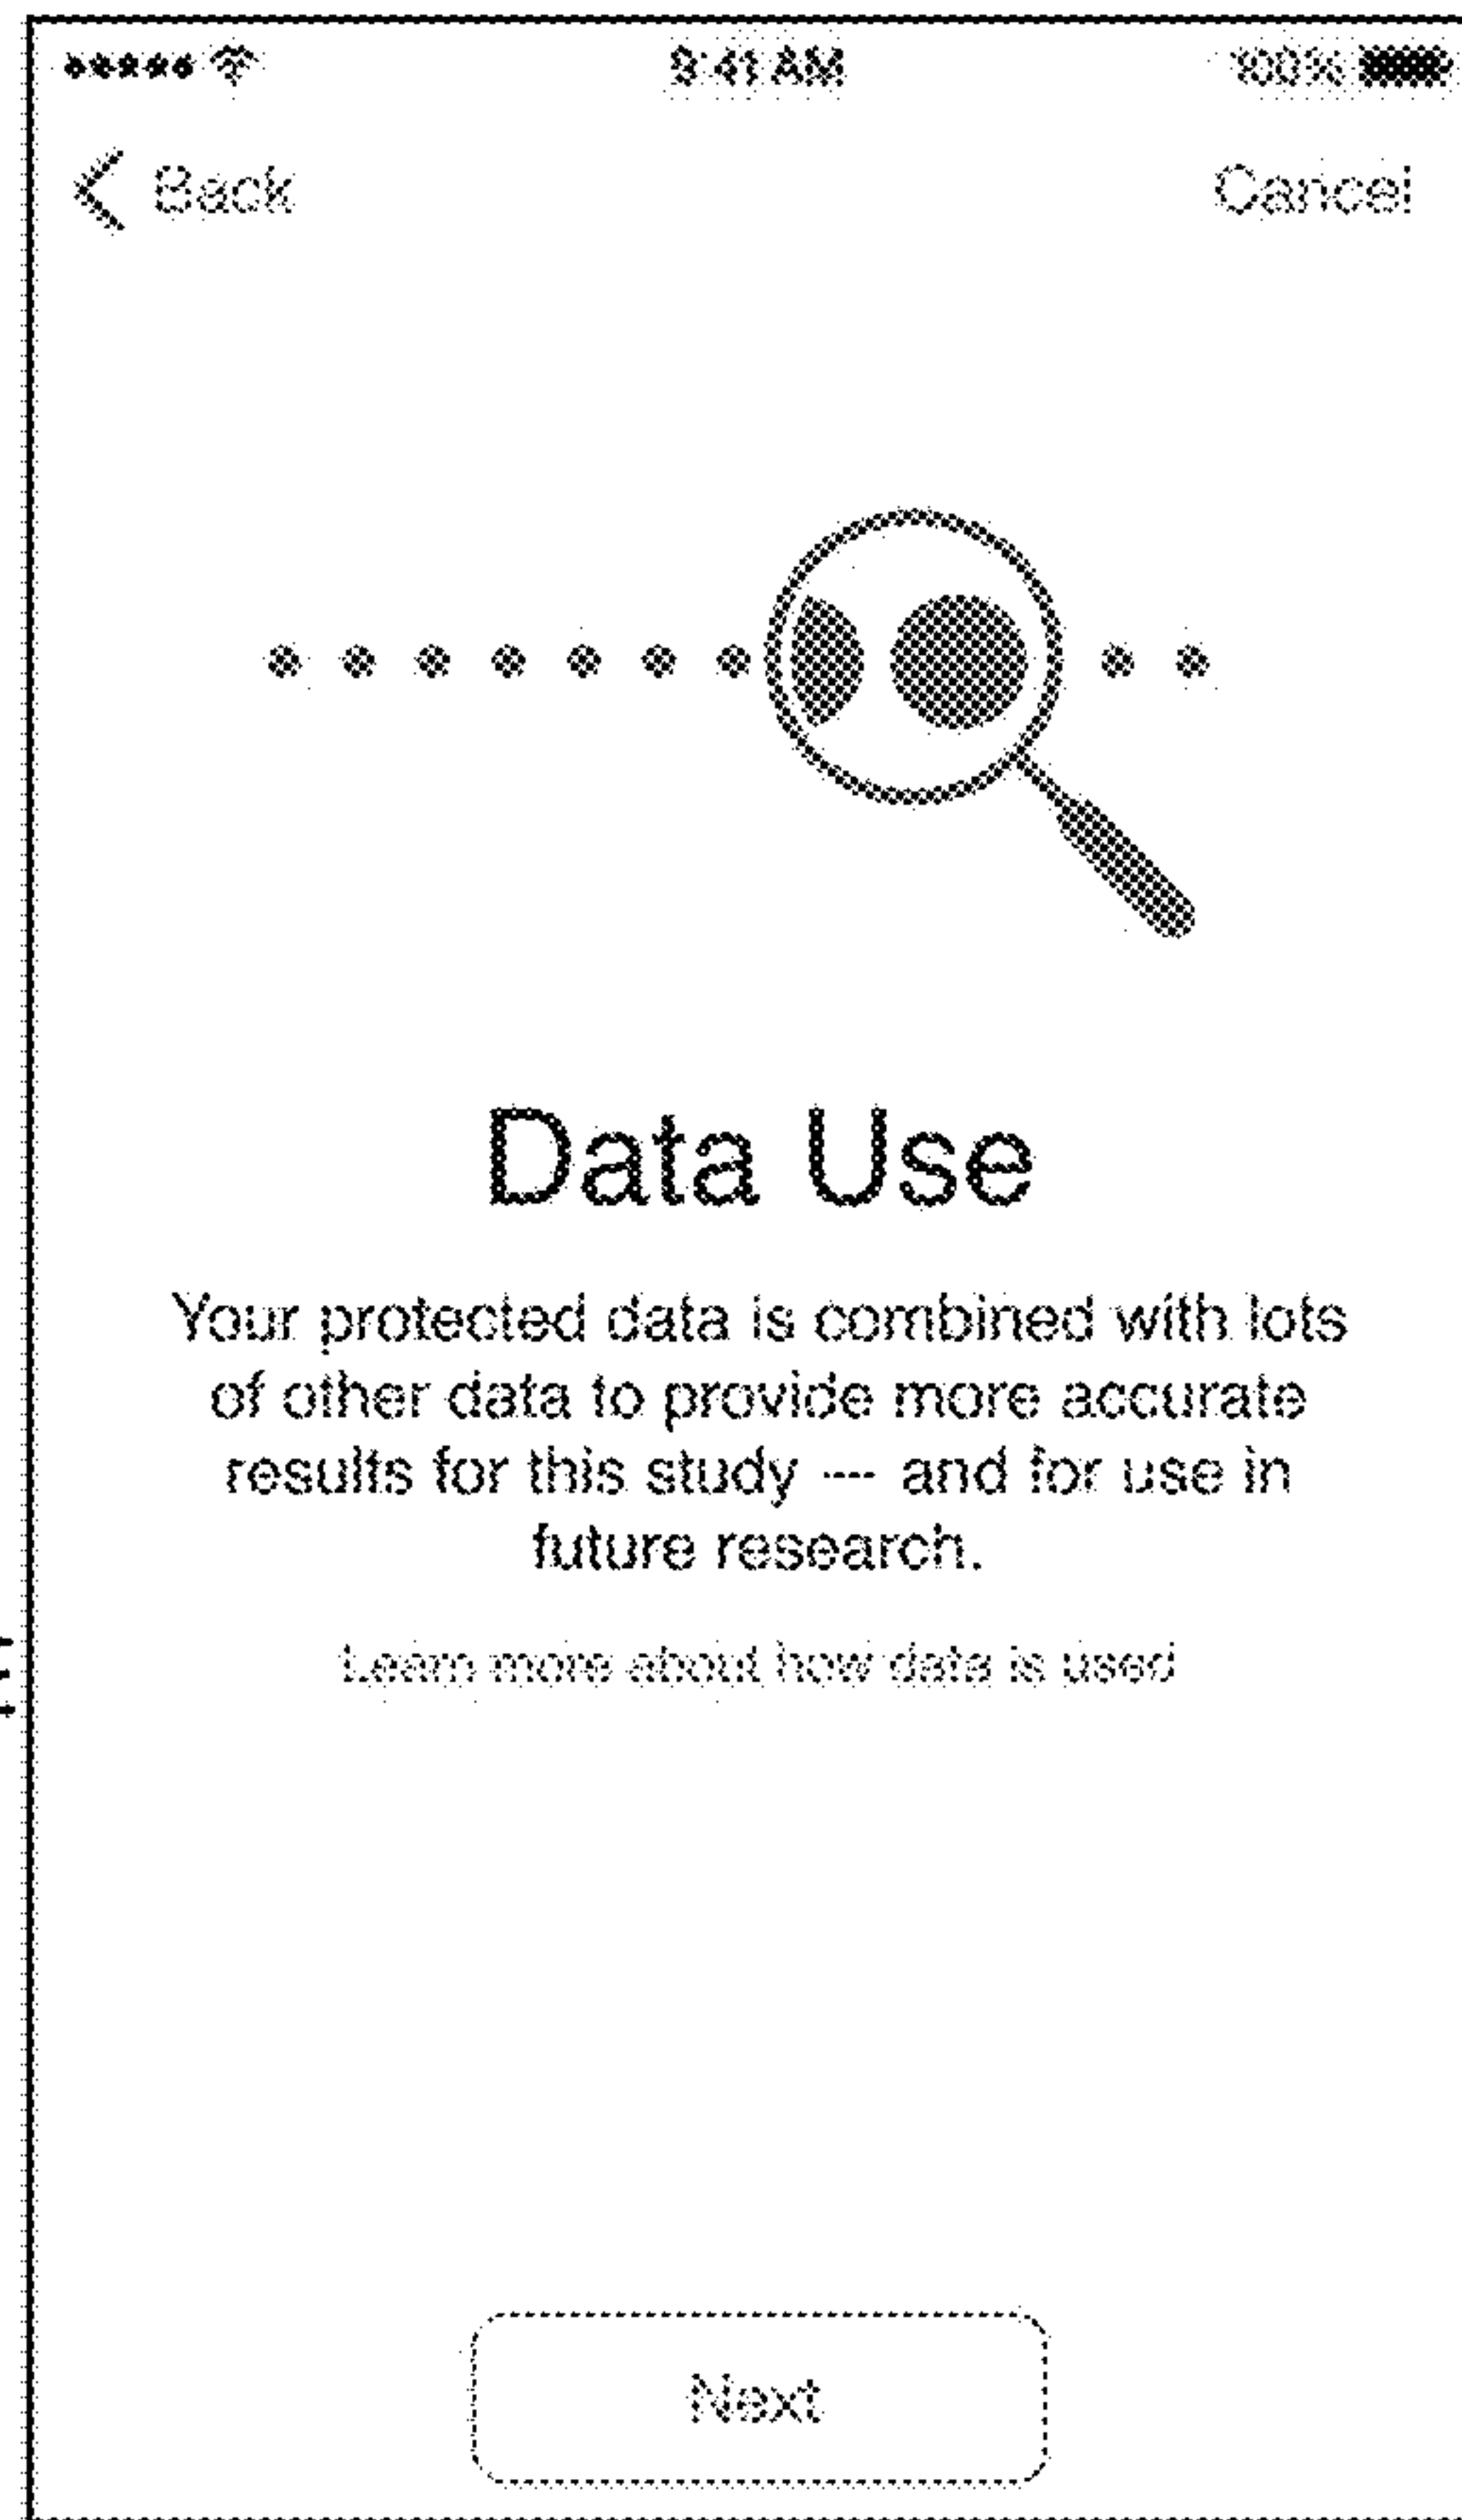 9:41 AM 100%
Back Cancel
Data Use
Your protected data is combined with lots
of other data to provide more accurate
results for this study --- and for use in
future research.
Learn more about how data is used
Next